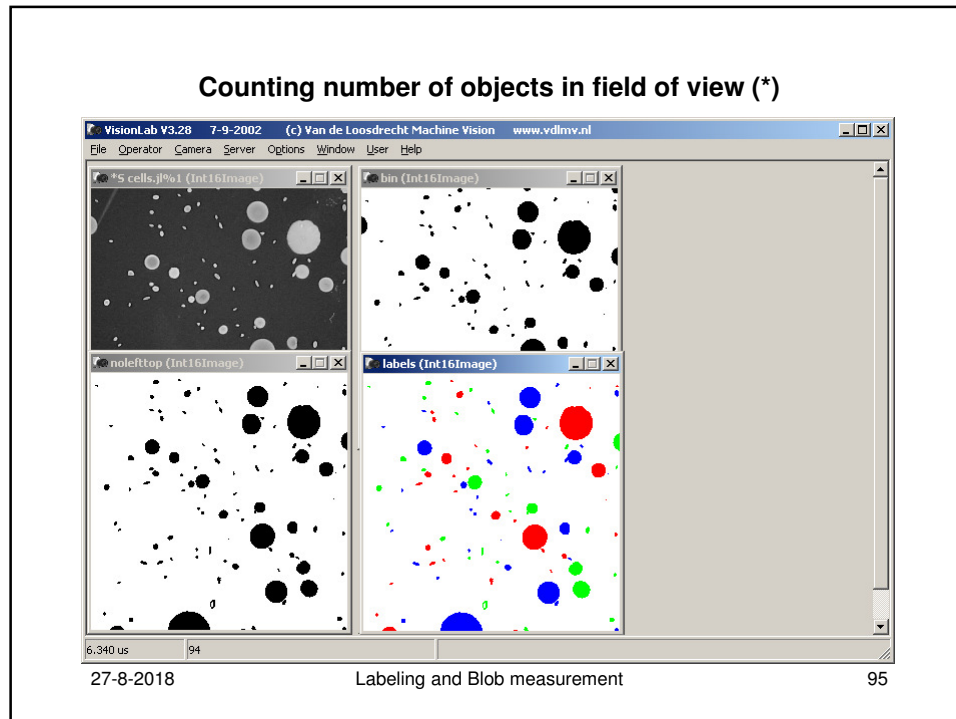 Counting number of objects in field of view (*)
VisionLab V3.28 7-9-2002 (c) Van de Loosdrecht Machine Vision www.vdlmv.nl
File Operator Camera Server Options Window User Help
*S cells.jl%1 (Int16Image)
bin (Int16Image)
nolefttop (Int16Image)
labels (Int16Image)
6.340 us 94
27-8-2018 Labeling and Blob measurement 95